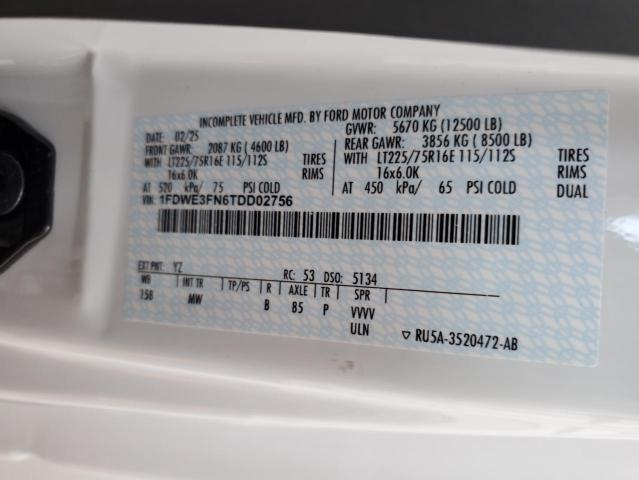 INCOMPLETE VEHICLE MFD. BY FORD MOTOR COMPANY
DATE: 02/25 GVWR: 5670 KG (12500 LB)
FRONT GAWR: 2087 KG (4600 LB) REAR GAWR: 3856 KG (8500 LB)
WITH LT225/75R16E 115/112S TIRES WITH LT225/75R16E 115/112S TIRES
16x6.0K RIMS 16x6.0K RIMS
AT 520 kPa/ 75 PSI COLD AT 450 kPa/ 65 PSI COLD DUAL
VIN: 1FDWE3FN6TDD02756
EXT PNT: YZ RC: 53 DSO: 5134
WB INT TR TP/PS R AXLE TR SPR
158 MW B 85 P VVVV
ULN RU5A-3520472-AB